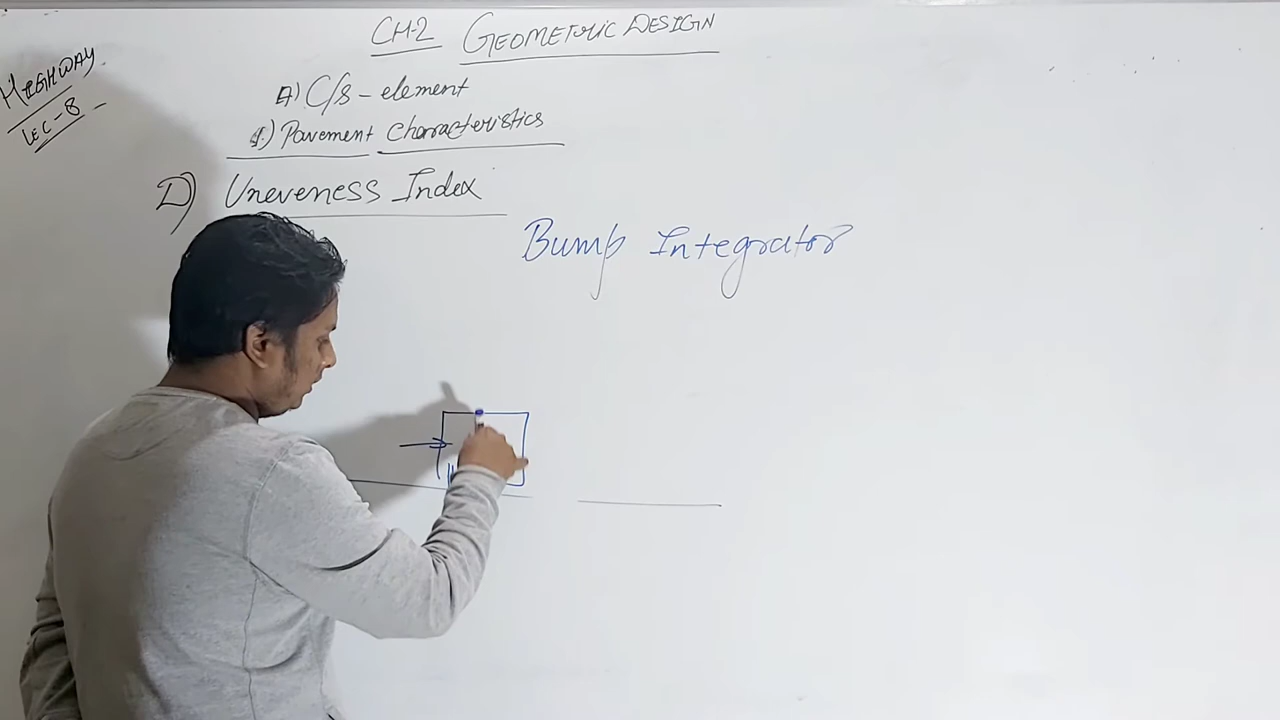 CH-2 GEOMETRIC DESIGN
HIGHWAY
LEC-8
A) C/s-element
1.) Pavement Characteristics
D) Uneveness Index
Bump Integrator